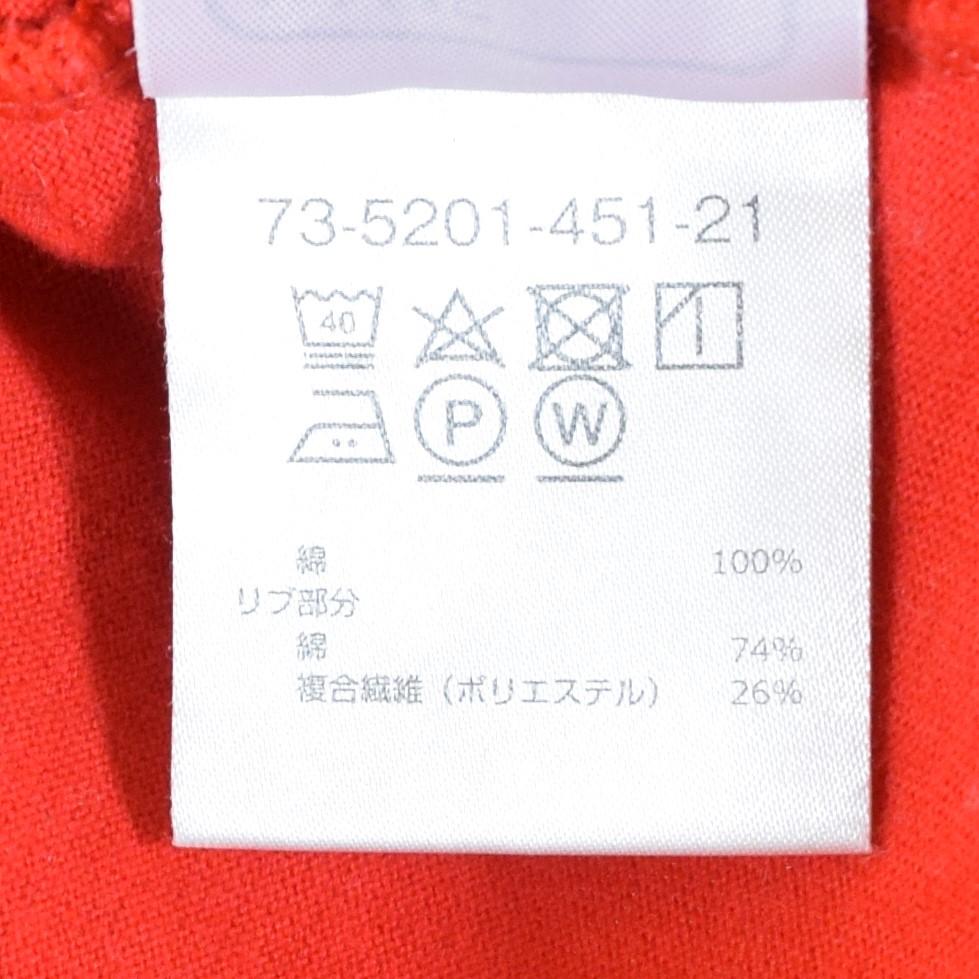 73-5201-451-21
40
P W
綿 100%
リブ部分
綿 74%
複合繊維（ポリエステル） 26%